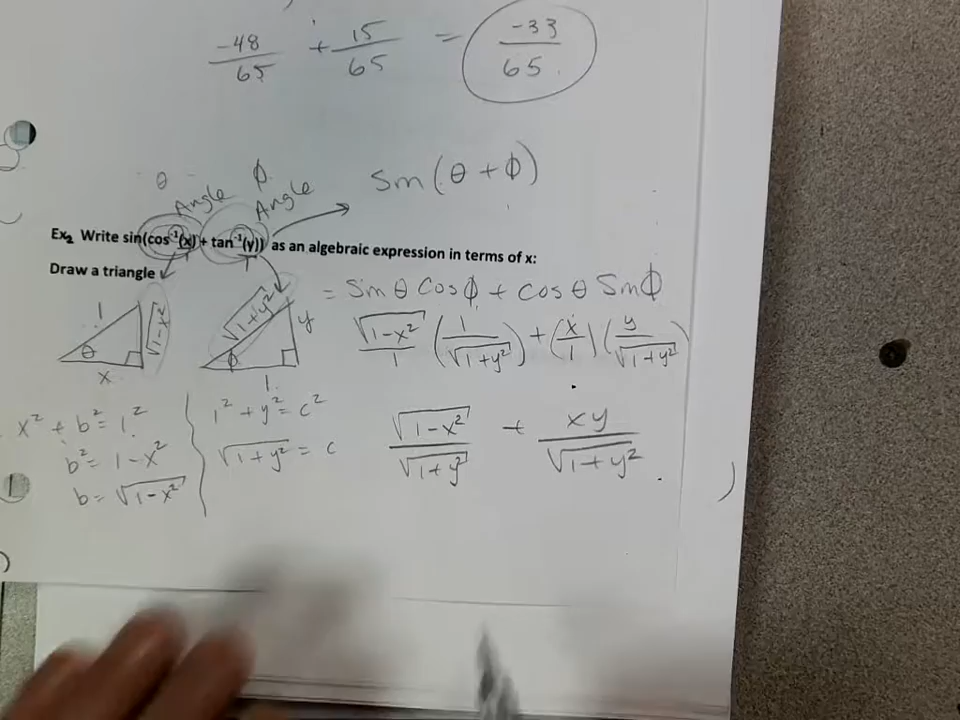 -48/65 + 15/65 = -33/65
θ ϕ
Angle Angle
Sin(θ + ϕ)
Ex2 Write sin(cos⁻¹(x) + tan⁻¹(y)) as an algebraic expression in terms of x:
Draw a triangle
= Sin θ Cos ϕ + Cos θ Sin ϕ
1 θ x √1-x²
√1+y² ϕ y 1
√1-x²/1 (1/√1+y²) + (x/1)(y/√1+y²)
x² + b² = 1²
b² = 1-x²
b = √1-x²
1² + y² = c²
√1+y² = c
√1-x²/√1+y² + xy/√1+y²